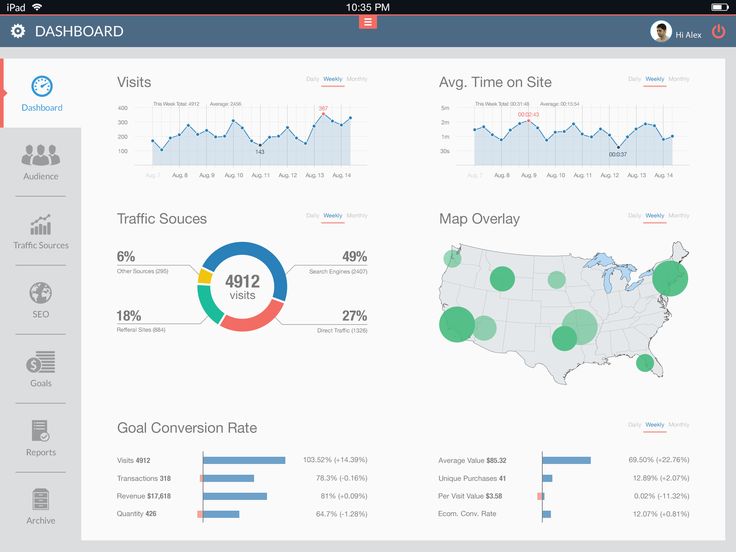 iPad
10:35 PM
DASHBOARD
Hi Alex
Dashboard
Audience
Traffic Sources
SEO
Goals
Reports
Archive
Visits
Daily Weekly Monthly
This Week Total: 4912 Average: 2456
400
300
200
100
367
143
Aug. 7 Aug. 8 Aug. 9 Aug. 10 Aug. 11 Aug. 12 Aug. 13 Aug. 14
Avg. Time on Site
Daily Weekly Monthly
This Week Total: 00:31:48 Average: 00:15:54
5m
2m
1m
30s
00:02:43
00:0:37
Aug. 7 Aug. 8 Aug. 9 Aug. 10 Aug. 11 Aug. 12 Aug. 13 Aug. 14
Traffic Souces
Daily Weekly Monthly
6%
Other Sources (295)
49%
Search Engines (2407)
4912
visits
18%
Refferal Sites (884)
27%
Direct Traffic (1326)
Map Overlay
Daily Weekly Monthly
Goal Conversion Rate
Daily Weekly Monthly
Visits 4912 103.52% (+14.39%)
Transactions 318 78.3% (-0.16%)
Revenue $17,618 81% (+0.09%)
Quantity 426 64.7% (-1.28%)
Average Value $85.32 69.50% (+22.76%)
Unique Purchases 41 12.89% (+2.07%)
Per Visit Value $3.58 0.02% (-11.32%)
Ecom. Conv. Rate 12.07% (+0.81%)